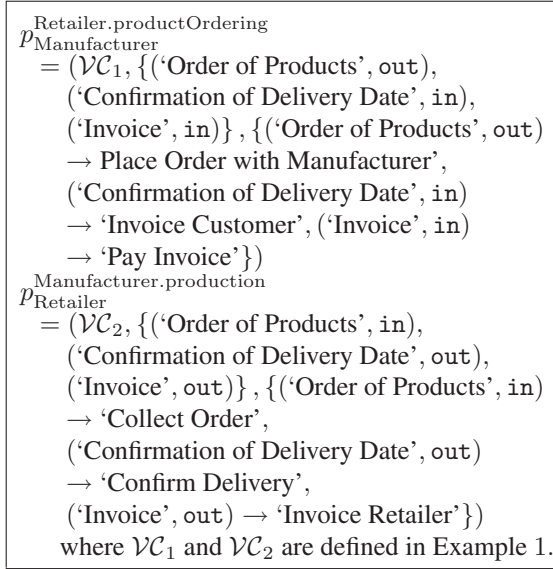 p_Manufacturer^Retailer.productOrdering
= (𝒱𝒞₁, {(‘Order of Products’, out),
(‘Confirmation of Delivery Date’, in),
(‘Invoice’, in)} , {(‘Order of Products’, out)
→ Place Order with Manufacturer’,
(‘Confirmation of Delivery Date’, in)
→ ‘Invoice Customer’, (‘Invoice’, in)
→ ‘Pay Invoice’})
p_Retailer^Manufacturer.production
= (𝒱𝒞₂, {(‘Order of Products’, in),
(‘Confirmation of Delivery Date’, out),
(‘Invoice’, out)} , {(‘Order of Products’, in)
→ ‘Collect Order’,
(‘Confirmation of Delivery Date’, out)
→ ‘Confirm Delivery’,
(‘Invoice’, out) → ‘Invoice Retailer’})
where 𝒱𝒞₁ and 𝒱𝒞₂ are defined in Example 1.